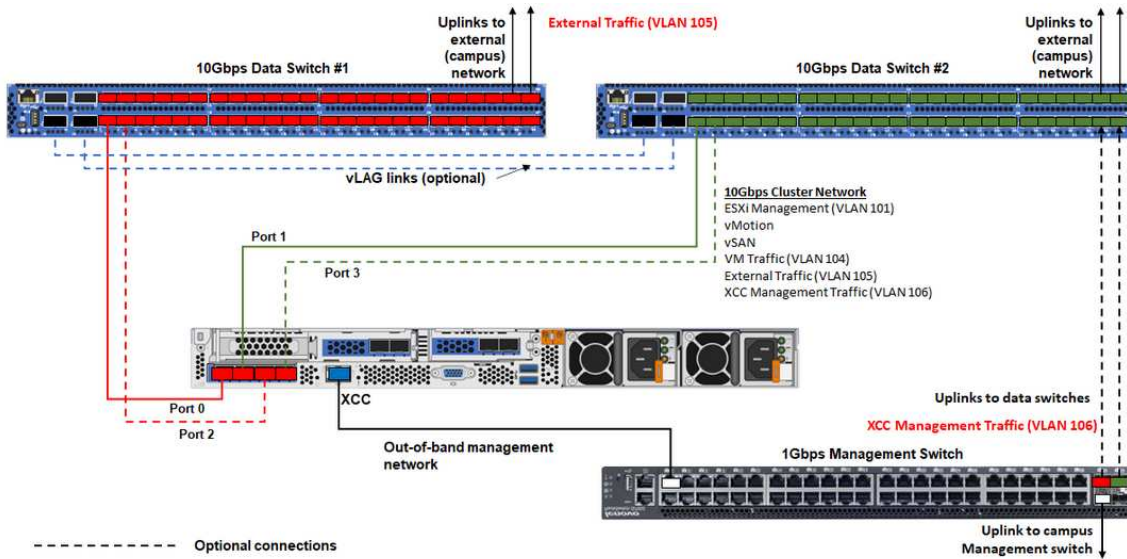 Uplinks to
external
(campus)
network
External Traffic (VLAN 105)
Uplinks to
external
(campus)
network
10Gbps Data Switch #1
10Gbps Data Switch #2
vLAG links (optional)
10Gbps Cluster Network
ESXi Management (VLAN 101)
vMotion
vSAN
VM Traffic (VLAN 104)
External Traffic (VLAN 105)
XCC Management Traffic (VLAN 106)
Port 1
Port 3
XCC
Port 0
Port 2
Out-of-band management
network
Uplinks to data switches
XCC Management Traffic (VLAN 106)
1Gbps Management Switch
Uplink to campus
Management switch
Optional connections